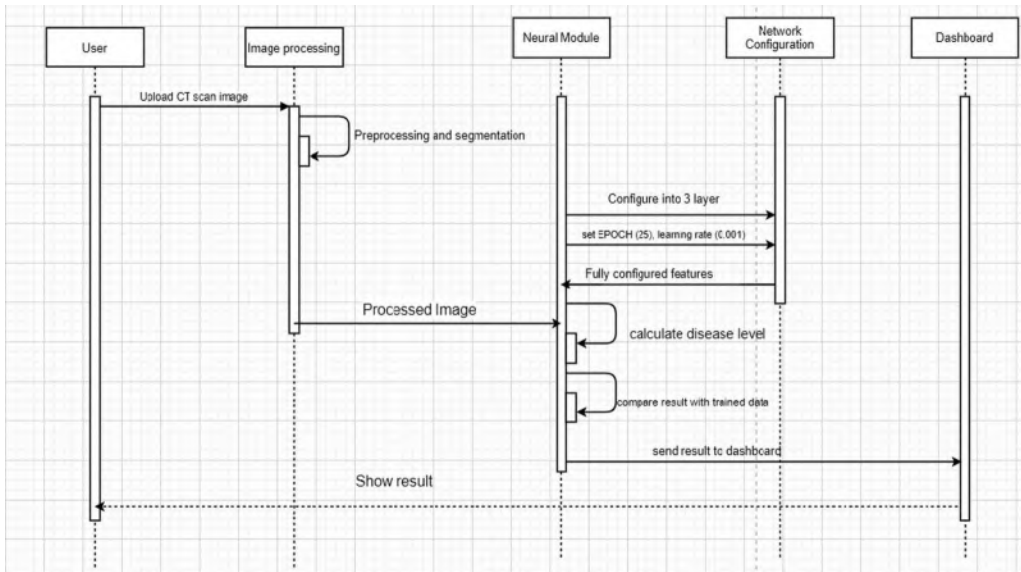 User
Image processing
Neural Module
Network
Configuration
Dashboard
Upload CT scan image
Preprocessing and segmentation
Configure into 3 layer
set EPOCH (25), learning rate (0.001)
Fully configured features
Processed Image
calculate disease level
compare result with trained data
send result to dashboard
Show result